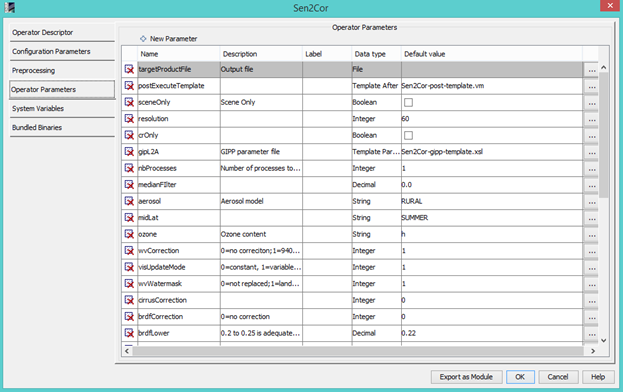 Sen2Cor
Operator Descriptor
Configuration Parameters
Preprocessing
Operator Parameters
System Variables
Bundled Binaries
Operator Parameters
New Parameter
Name Description Label Data type Default value
targetProductFile Output file File ...
postExecuteTemplate Template After Sen2Cor-post-template.vm ...
sceneOnly Scene Only Boolean ...
resolution Integer 60 ...
crOnly Boolean ...
gipL2A GIPP parameter file Template Par... Sen2Cor-gipp-template.xsl ...
nbProcesses Number of processes to... Integer 1 ...
medianFIlter Decimal 0.0 ...
aerosol Aerosol model String RURAL ...
midLat String SUMMER ...
ozone Ozone content String h ...
wvCorrection 0=no correciton;1=940... Integer 1 ...
visUpdateMode 0=constant, 1=variable... Integer 1 ...
wvWatermask 0=not replaced;1=land... Integer 1 ...
cirrusCorrection Integer 0 ...
brdfCorrection 0=no correction Integer 0 ...
brdfLower 0.2 to 0.25 is adequate... Decimal 0.22 ...
Export as Module OK Cancel Help